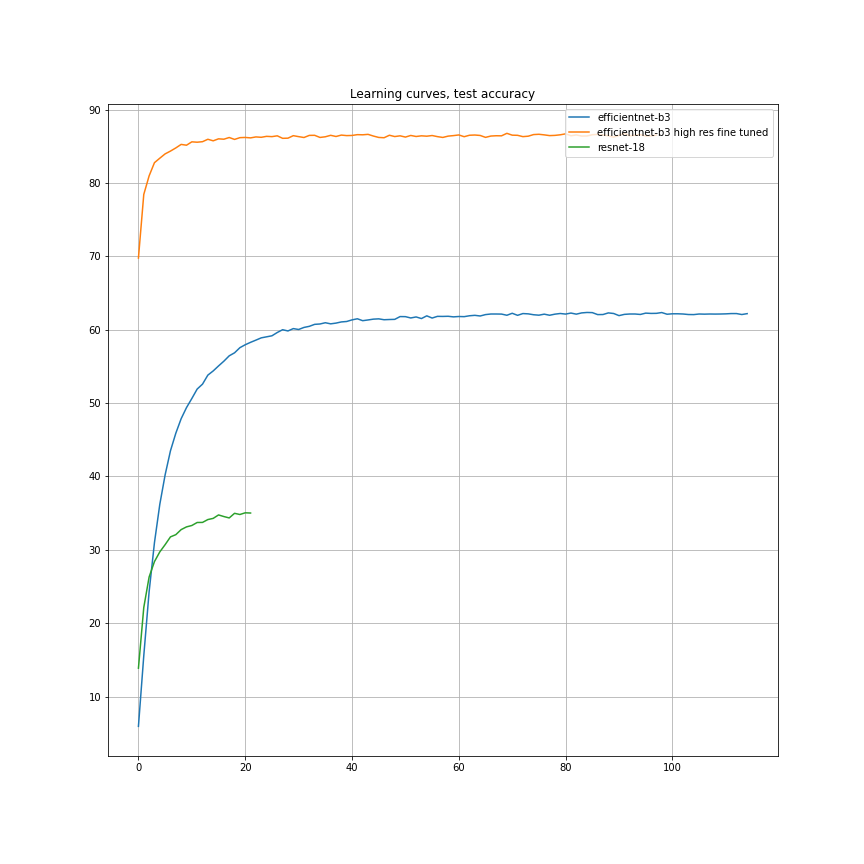 Learning curves, test accuracy
efficientnet-b3
efficientnet-b3 high res fine tuned
resnet-18
90
80
70
60
50
40
30
20
10
0 20 40 60 80 100